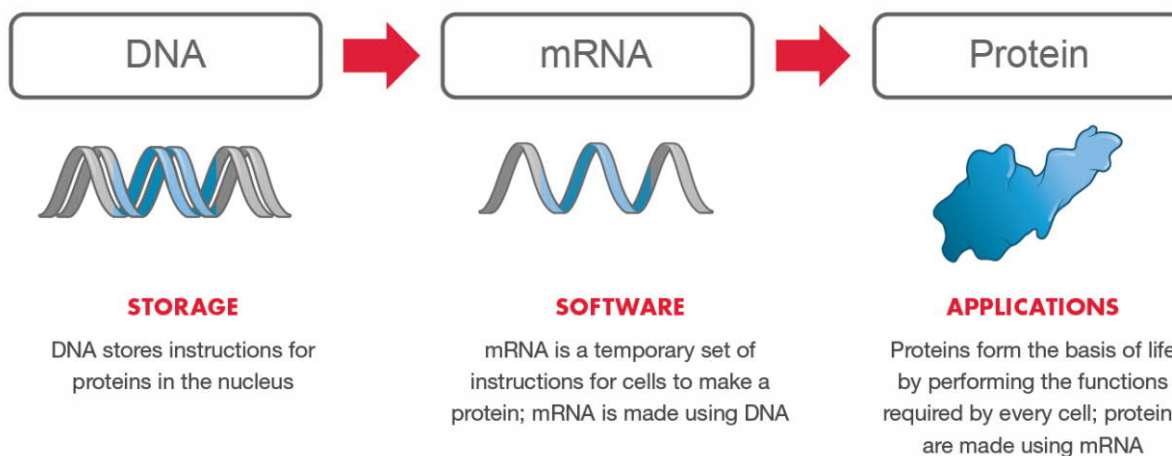 DNA
mRNA
Protein
STORAGE
DNA stores instructions for
proteins in the nucleus
SOFTWARE
mRNA is a temporary set of
instructions for cells to make a
protein; mRNA is made using DNA
APPLICATIONS
Proteins form the basis of life
by performing the functions
required by every cell; protein
are made using mRNA